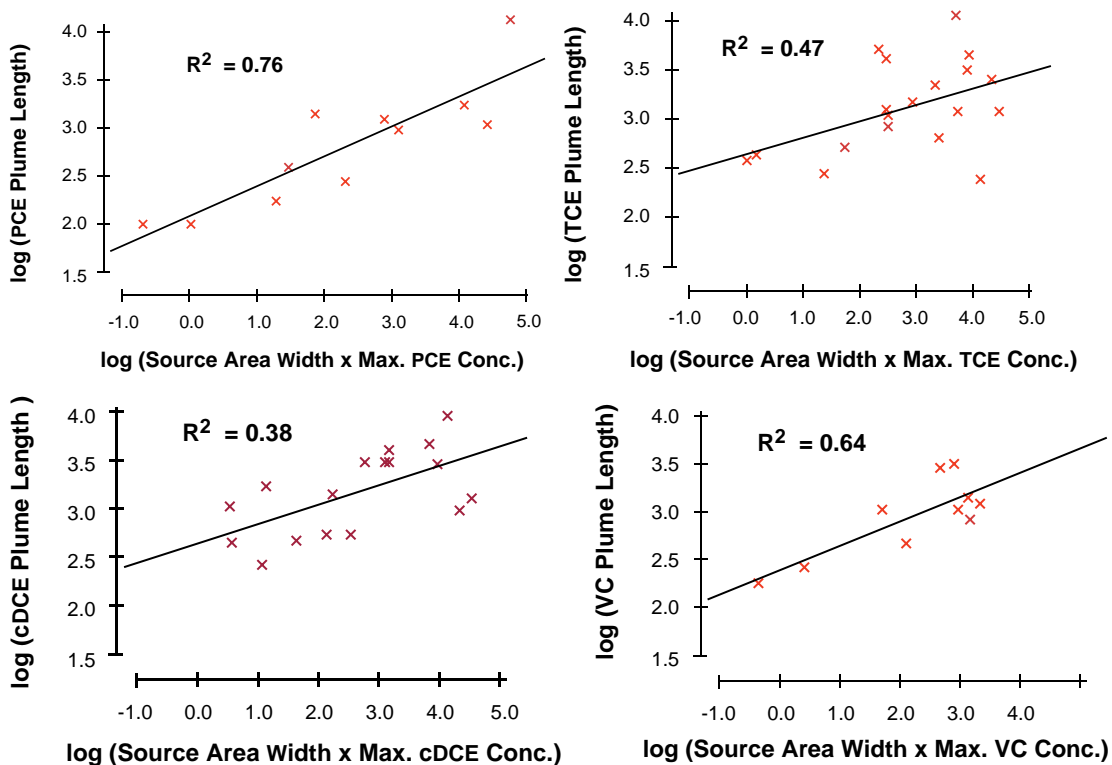 log (PCE Plume Length)
4.0
3.5
3.0
2.5
2.0
1.5
R² = 0.76
-1.0 0.0 1.0 2.0 3.0 4.0 5.0
log (Source Area Width x Max. PCE Conc.)
log (TCE Plume Length)
4.0
3.5
3.0
2.5
2.0
1.5
R² = 0.47
-1.0 0.0 1.0 2.0 3.0 4.0 5.0
log (Source Area Width x Max. TCE Conc.)
log (cDCE Plume Length )
4.0
3.5
3.0
2.5
2.0
1.5
R² = 0.38
-1.0 0.0 1.0 2.0 3.0 4.0 5.0
log (Source Area Width x Max. cDCE Conc.)
log (VC Plume Length)
4.0
3.5
3.0
2.5
2.0
1.5
R² = 0.64
-1.0 0.0 1.0 2.0 3.0 4.0
log (Source Area Width x Max. VC Conc.)